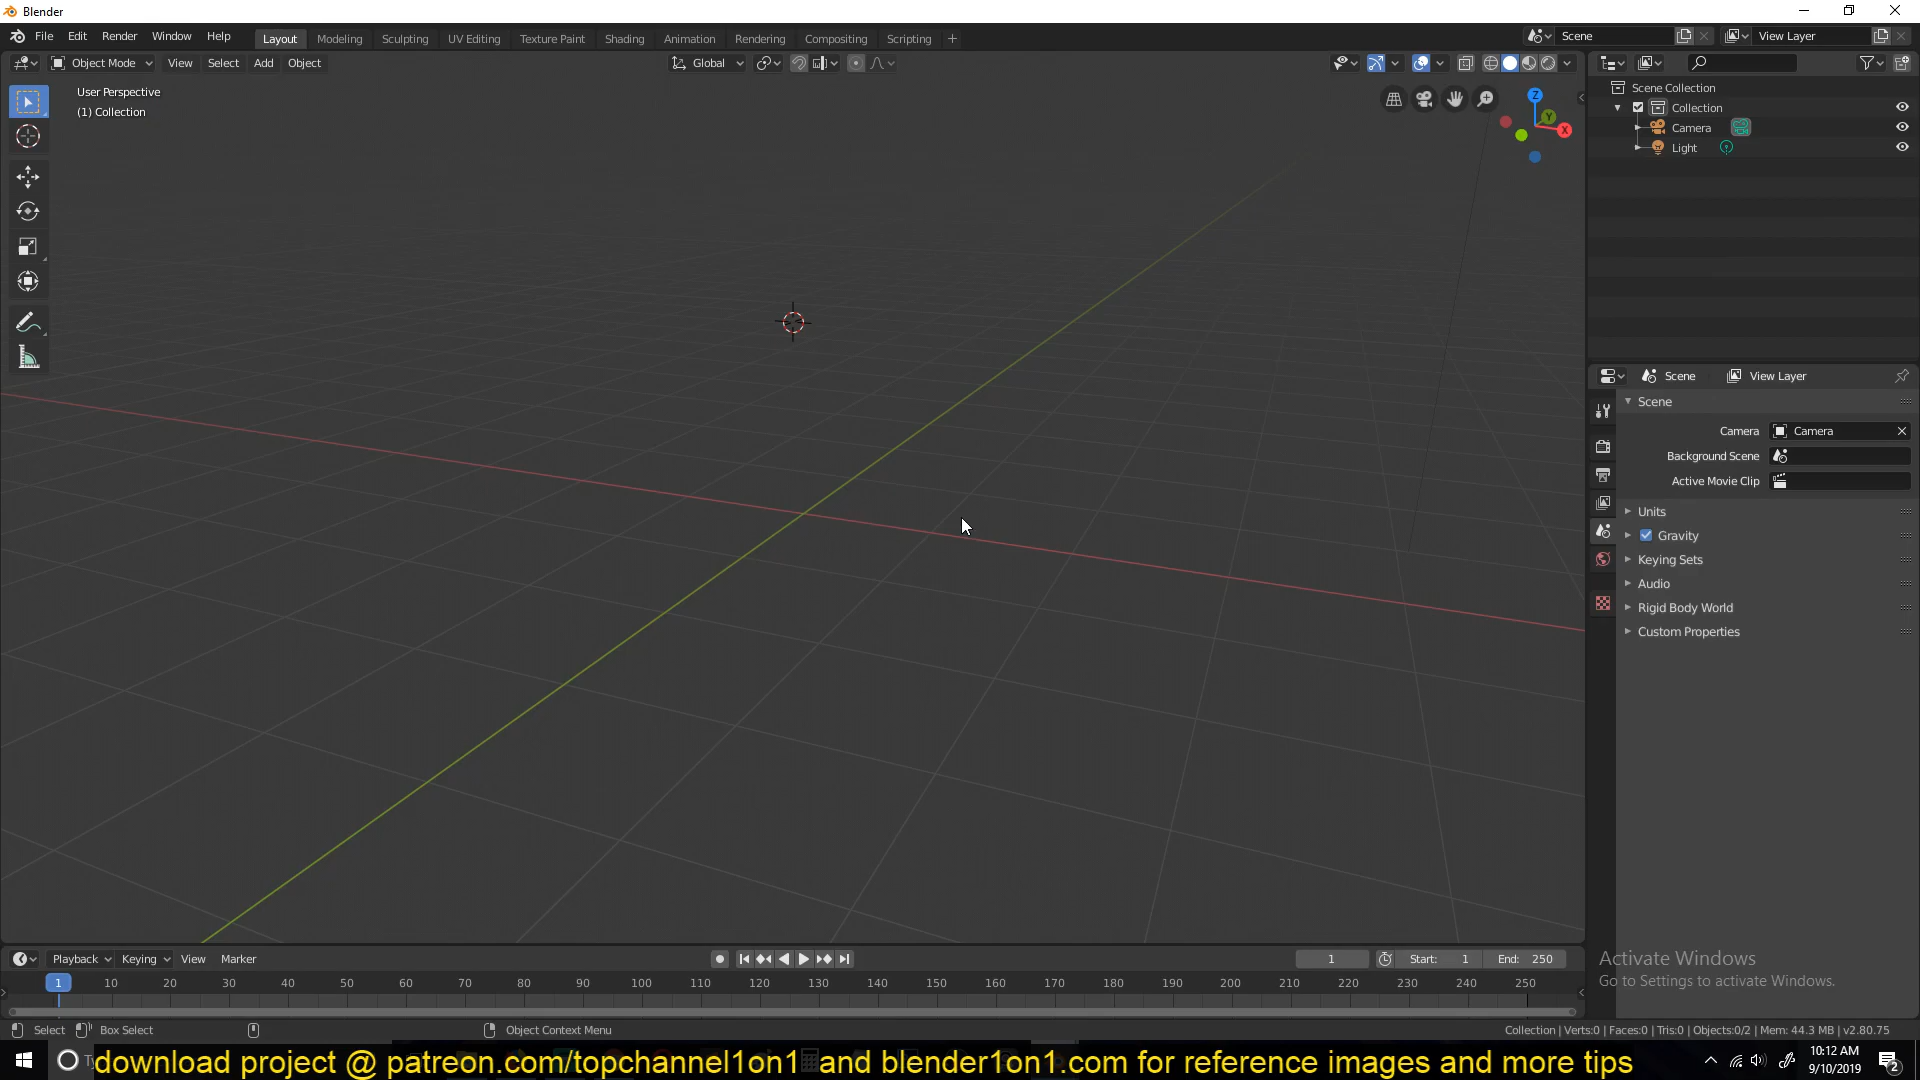 Blender
File Edit Render Window Help Layout Modeling Sculpting UV Editing Texture Paint Shading Animation Rendering Compositing Scripting + Scene View Layer
Object Mode View Select Add Object Global
User Perspective
(1) Collection
Z
Y
X
Scene Collection
Collection
Camera
Light
Scene View Layer
Scene
Camera Camera
Background Scene
Active Movie Clip
Units
Gravity
Keying Sets
Audio
Rigid Body World
Custom Properties
Playback Keying View Marker 1 Start: 1 End: 250
1 10 20 30 40 50 60 70 80 90 100 110 120 130 140 150 160 170 180 190 200 210 220 230 240 250
Activate Windows
Go to Settings to activate Windows.
Select Box Select Object Context Menu Collection | Verts:0 | Faces:0 | Tris:0 | Objects:0/2 | Mem: 44.3 MB | v2.80.75
download project @ patreon.com/topchannel1on1 and blender1on1.com for reference images and more tips
10:12 AM
9/10/2019
2